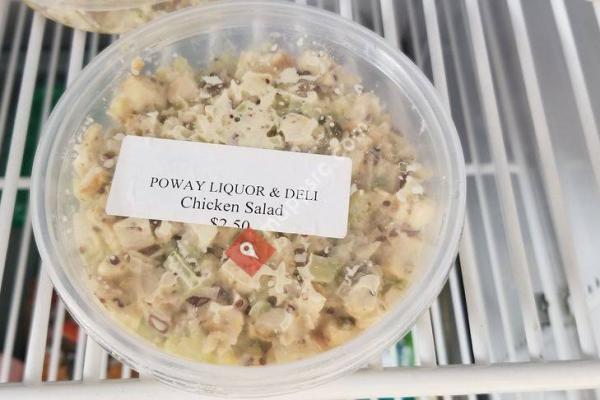 POWAY LIQUOR & DELI
Chicken Salad
$2.50